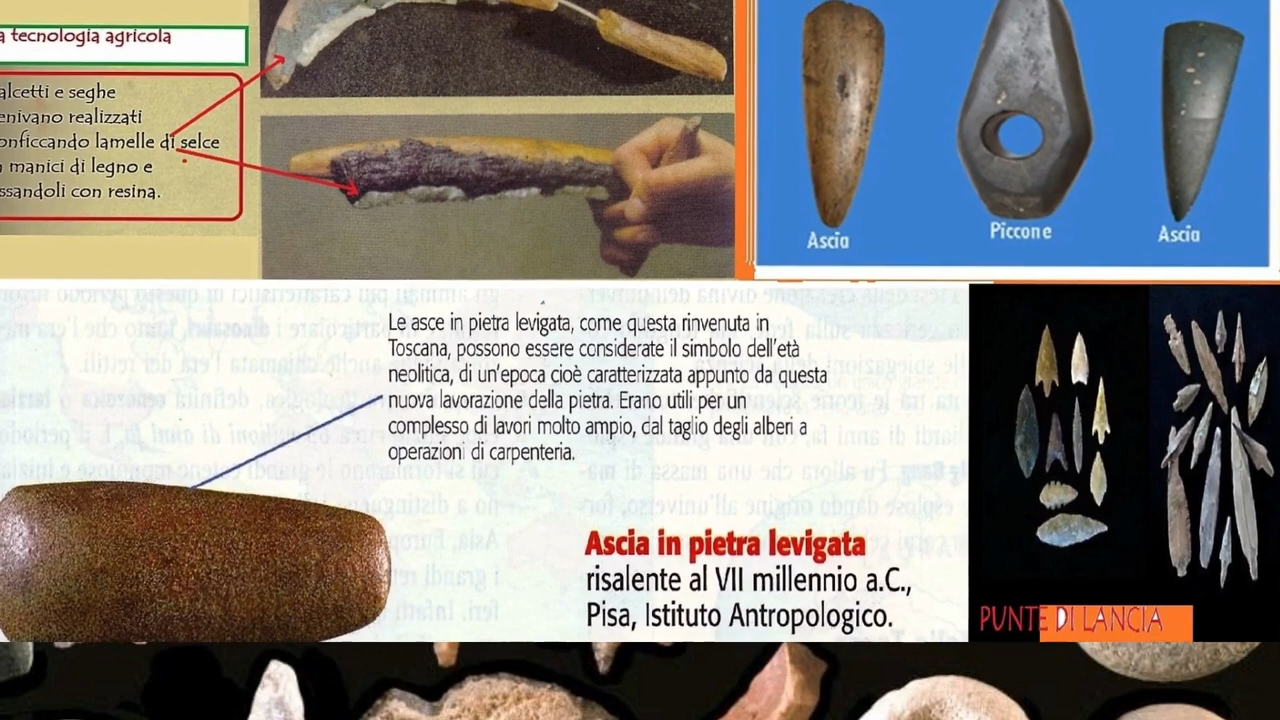 a tecnologia agricola
alcetti e seghe
enivano realizzati
onficcando lamelle di selce
n manici di legno e
ssandoli con resina.
Ascia
Piccone
Ascia
Le asce in pietra levigata, come questa rinvenuta in
Toscana, possono essere considerate il simbolo dell'età
neolitica, di un'epoca cioè caratterizzata appunto da questa
nuova lavorazione della pietra. Erano utili per un
complesso di lavori molto ampio, dal taglio degli alberi a
operazioni di carpenteria.
Ascia in pietra levigata
risalente al VII millennio a.C.,
Pisa, Istituto Antropologico.
PUNTE DI LANCIA